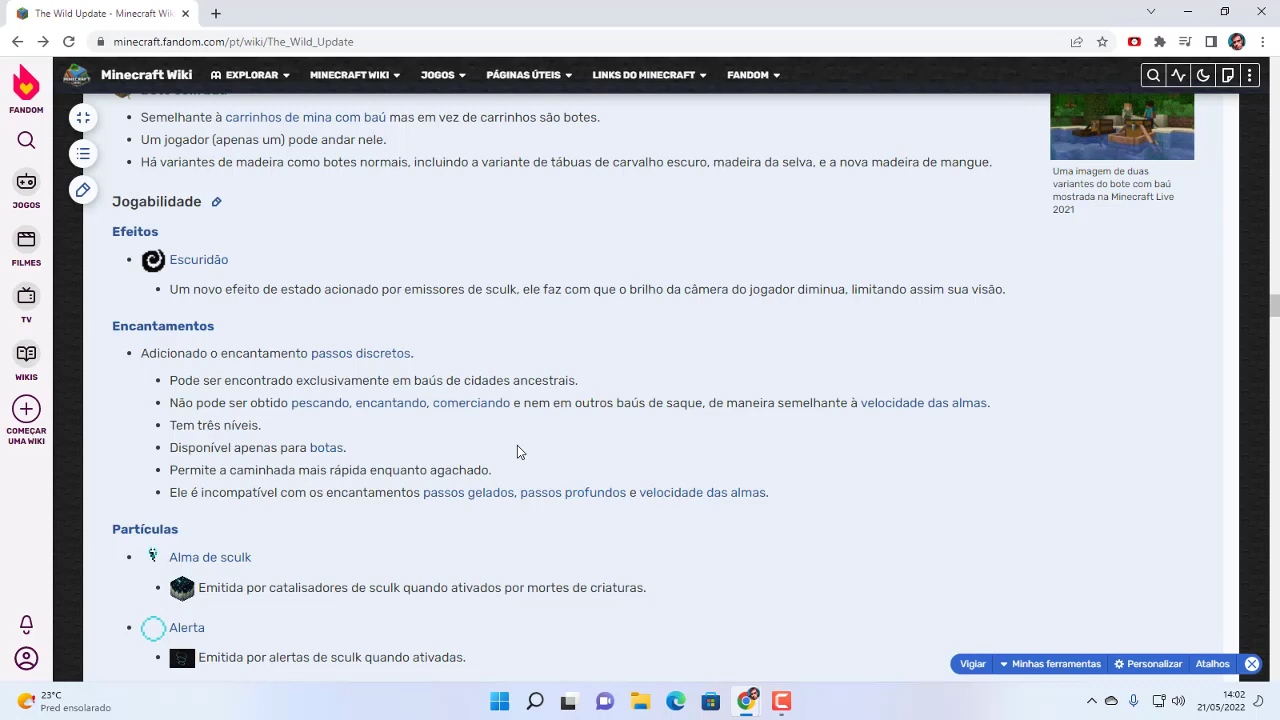 The Wild Update - Minecraft Wiki
minecraft.fandom.com/pt/wiki/The_Wild_Update
Minecraft Wiki
EXPLORAR
MINECRAFT WIKI
JOGOS
PÁGINAS ÚTEIS
LINKS DO MINECRAFT
FANDOM
FANDOM
JOGOS
FILMES
TV
WIKIS
COMEÇAR
UMA WIKI
Semelhante à carrinhos de mina com baú mas em vez de carrinhos são botes.
Um jogador (apenas um) pode andar nele.
Há variantes de madeira como botes normais, incluindo a variante de tábuas de carvalho escuro, madeira da selva, e a nova madeira de mangue.
Uma imagem de duas
variantes do bote com baú
mostrada na Minecraft Live
2021
Jogabilidade
Efeitos
Escuridão
Um novo efeito de estado acionado por emissores de sculk, ele faz com que o brilho da câmera do jogador diminua, limitando assim sua visão.
Encantamentos
Adicionado o encantamento passos discretos.
Pode ser encontrado exclusivamente em baús de cidades ancestrais.
Não pode ser obtido pescando, encantando, comerciando e nem em outros baús de saque, de maneira semelhante à velocidade das almas.
Tem três níveis.
Disponível apenas para botas.
Permite a caminhada mais rápida enquanto agachado.
Ele é incompatível com os encantamentos passos gelados, passos profundos e velocidade das almas.
Partículas
Alma de sculk
Emitida por catalisadores de sculk quando ativados por mortes de criaturas.
Alerta
Emitida por alertas de sculk quando ativadas.
Vigiar
Minhas ferramentas
Personalizar
Atalhos
23°C
Pred ensolarado
14:02
21/05/2022